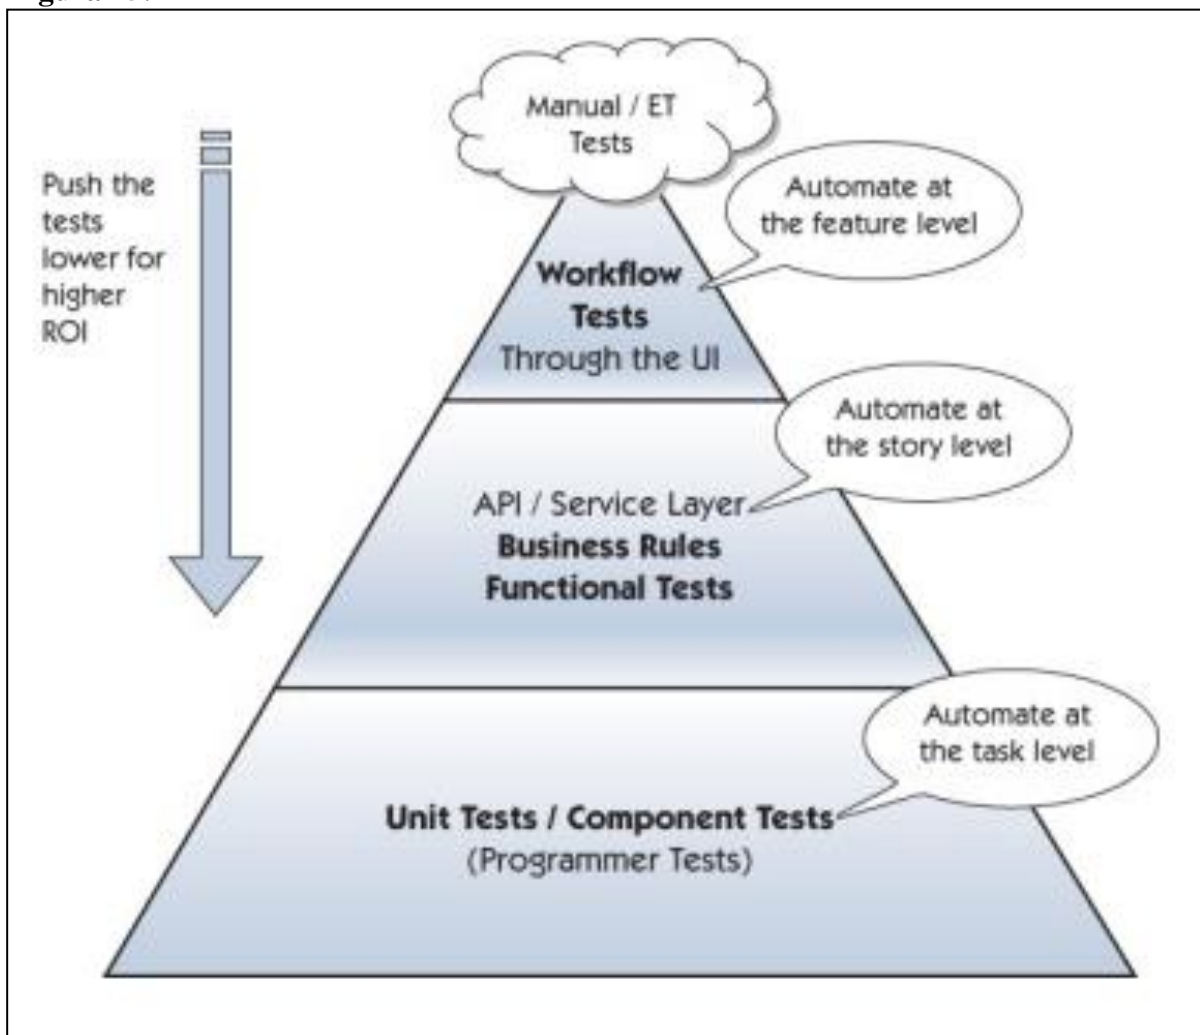 Manual / ET
Tests
Automate at
the feature level
Push the
tests
lower for
higher
ROI
Workflow
Tests
Through the UI
Automate at
the story level
API / Service Layer
Business Rules
Functional Tests
Automate at
the task level
Unit Tests / Component Tests
(Programmer Tests)